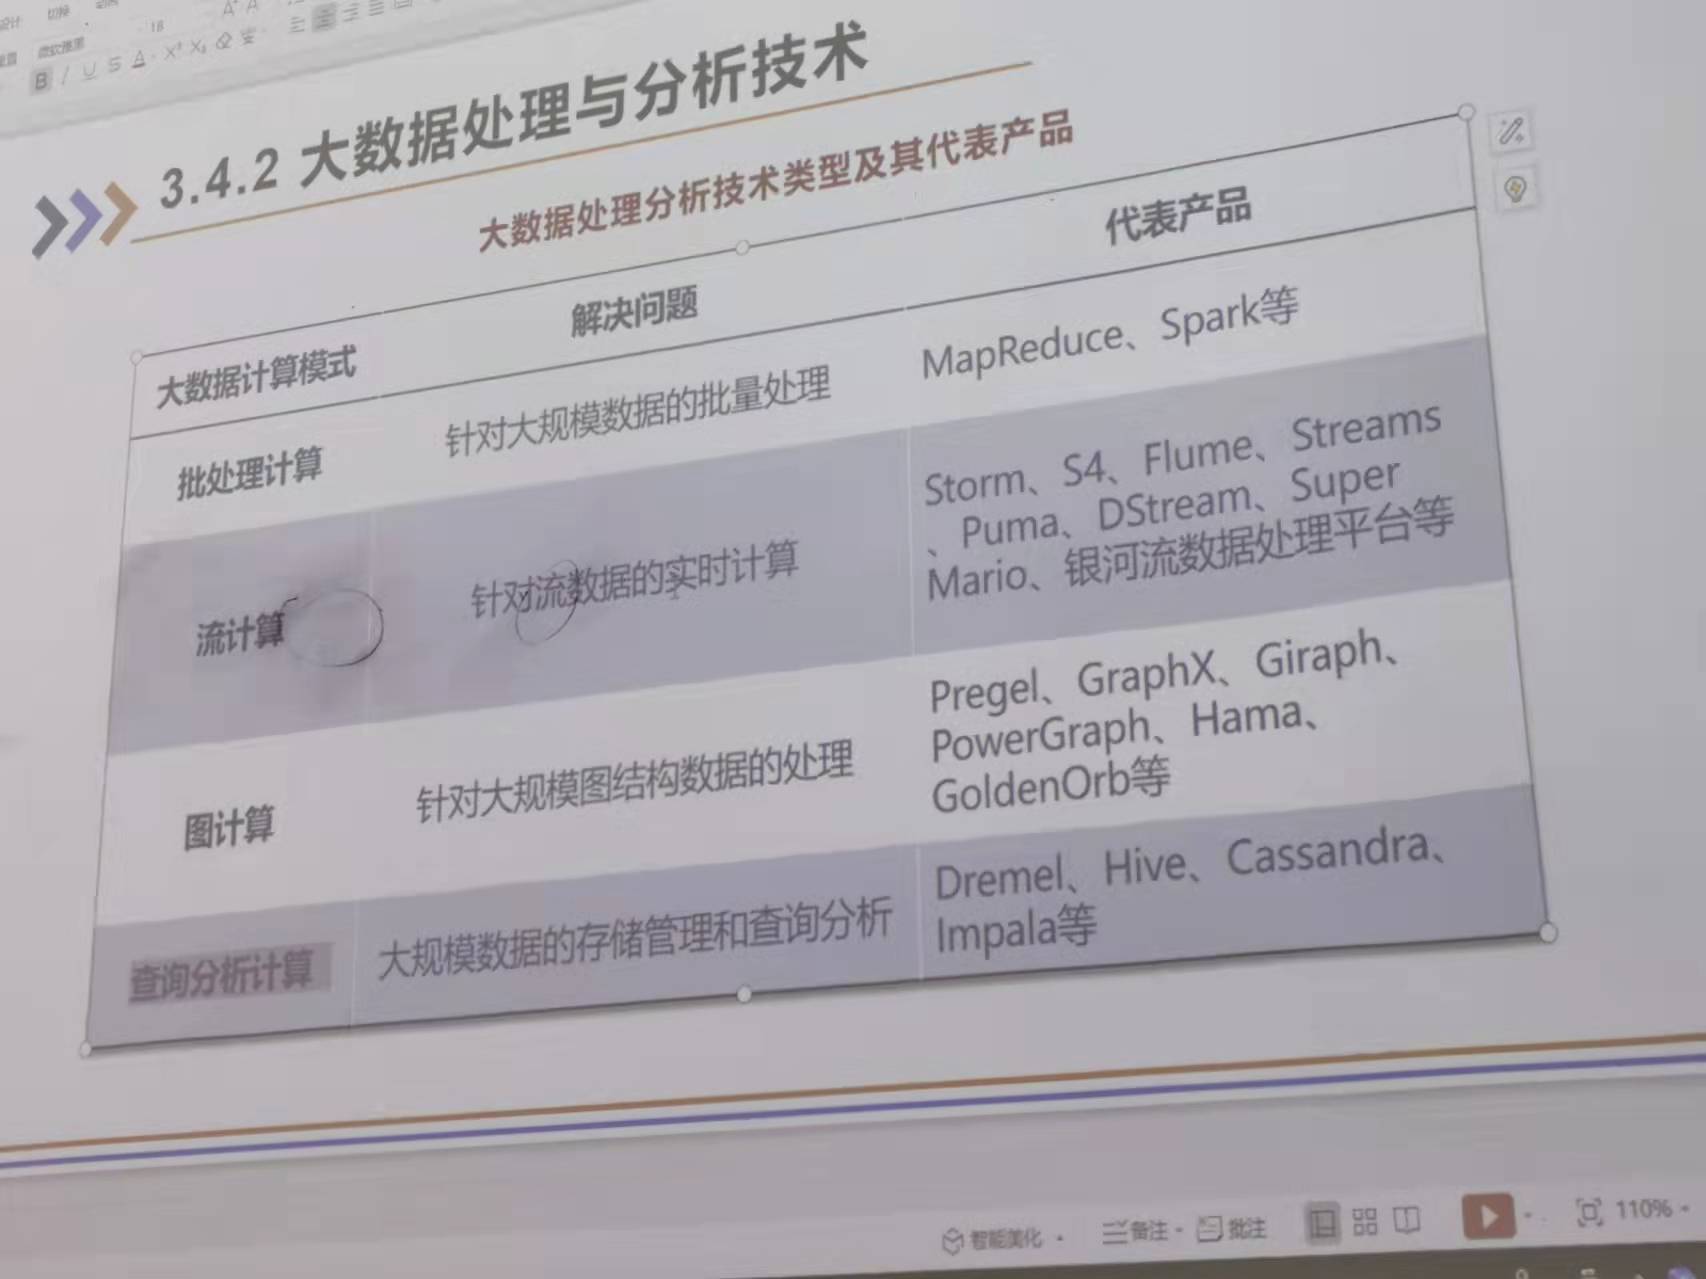 切换
18
B I U S A X² X₂
3.4.2 大数据处理与分析技术
大数据处理分析技术类型及其代表产品
大数据计算模式 解决问题 代表产品
批处理计算 针对大规模数据的批量处理 MapReduce、Spark等
流计算 针对流数据的实时计算 Storm、S4、Flume、Streams
、Puma、DStream、Super
Mario、银河流数据处理平台等
图计算 针对大规模图结构数据的处理 Pregel、GraphX、Giraph、
PowerGraph、Hama、
GoldenOrb等
查询分析计算 大规模数据的存储管理和查询分析 Dremel、Hive、Cassandra、
Impala等
智能美化 备注 批注 110%